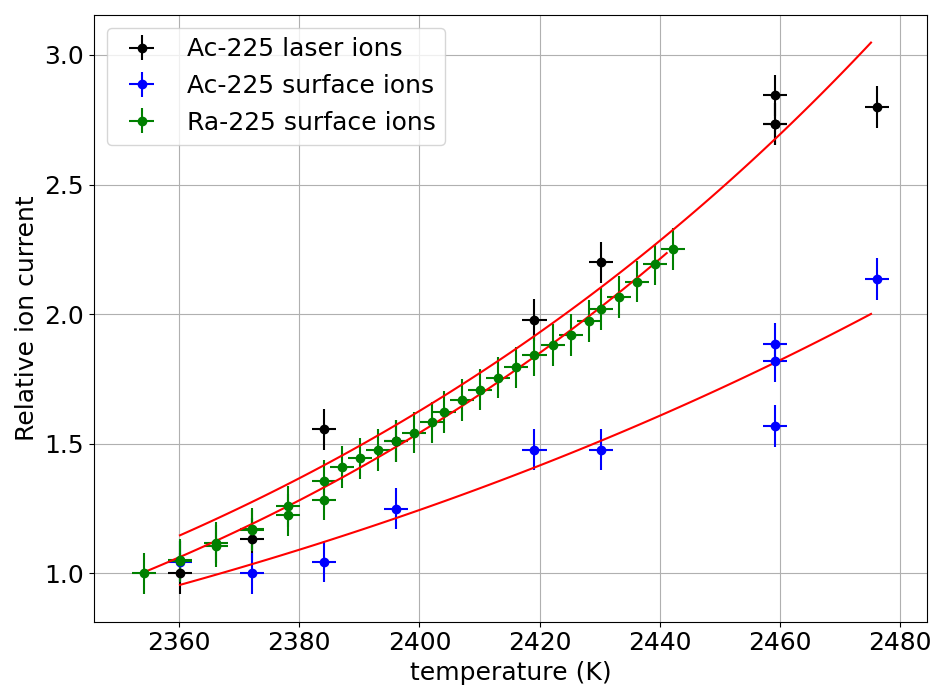 Ac-225 laser ions
Ac-225 surface ions
Ra-225 surface ions
3.0
2.5
2.0
1.5
1.0
Relative ion current
2360 2380 2400 2420 2440 2460 2480
temperature (K)